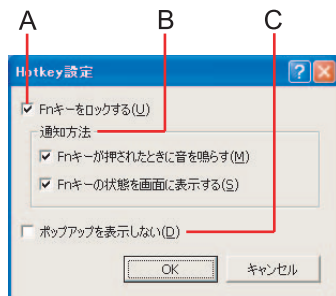 A B C
Hotkey設定
Fnキーをロックする(U)
通知方法
Fnキーが押されたときに音を鳴らす(M)
Fnキーの状態を画面に表示する(S)
ポップアップを表示しない(D)
OK キャンセル